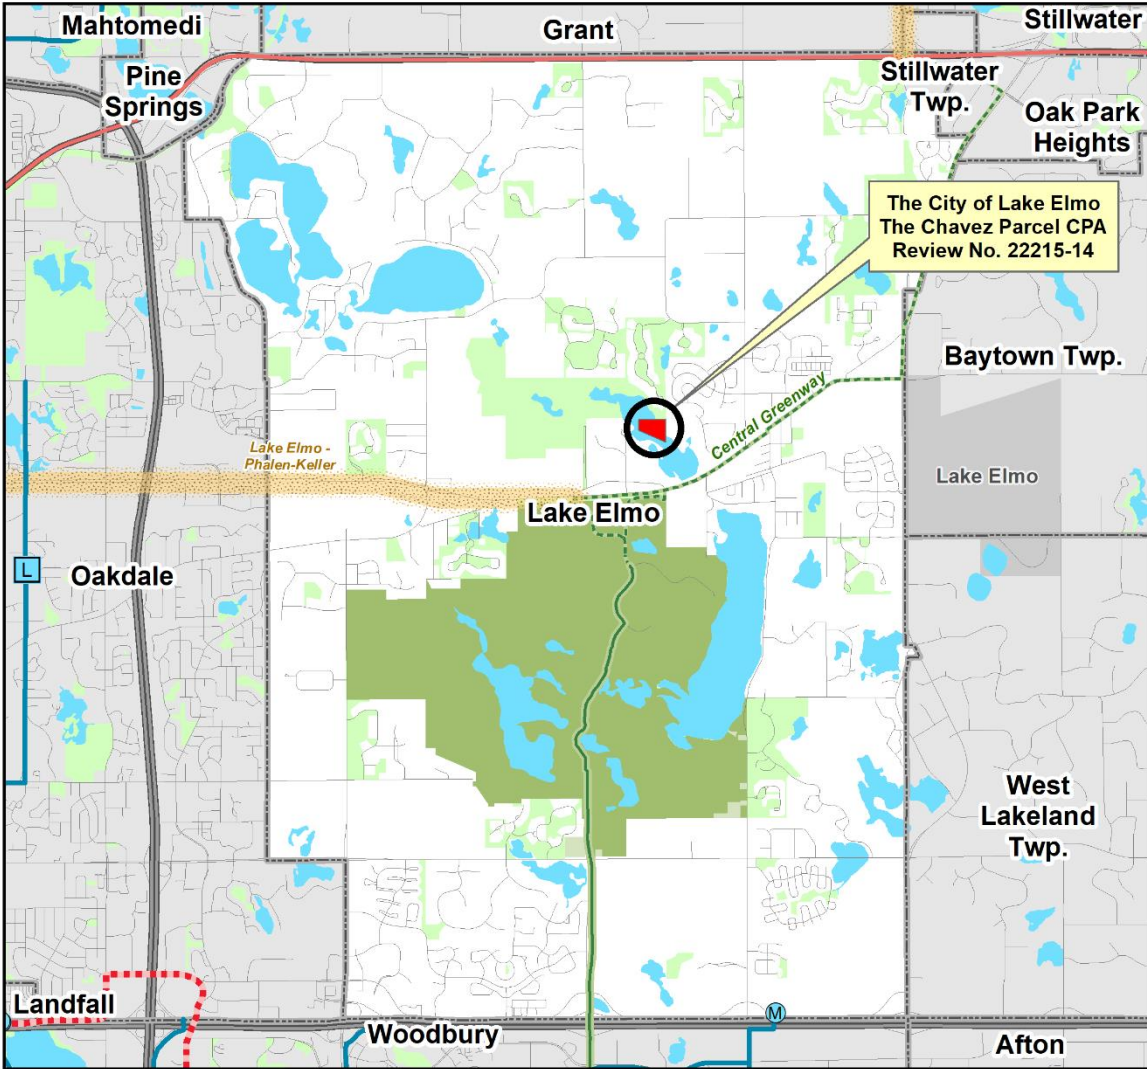 Mahtomedi
Grant
Stillwater
Pine
Springs
Stillwater
Twp.
Oak Park
Heights
The City of Lake Elmo
The Chavez Parcel CPA
Review No. 22215-14
Baytown Twp.
Central Greenway
Lake Elmo -
Phalen-Keller
Lake Elmo
Lake Elmo
L
Oakdale
West
Lakeland
Twp.
Landfall
M
Woodbury
Afton